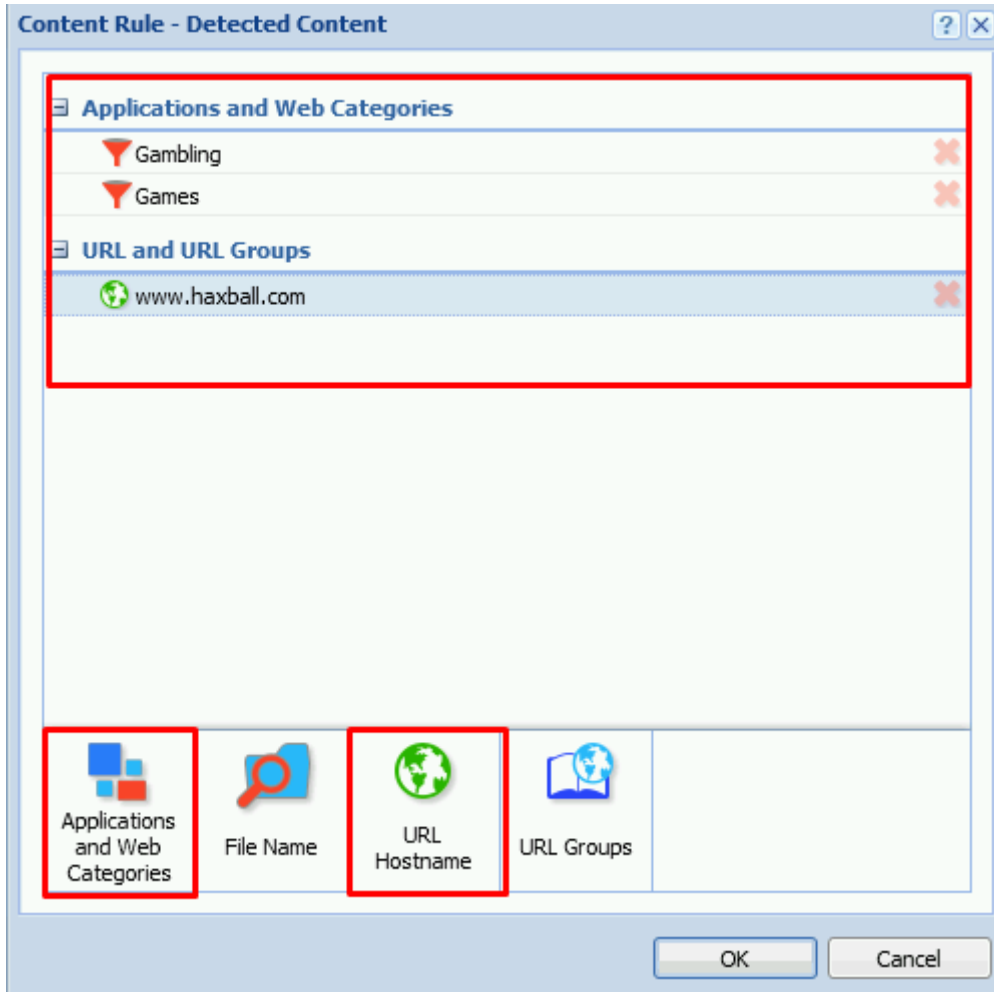 Content Rule - Detected Content
Applications and Web Categories
Gambling
Games
URL and URL Groups
www.haxball.com
Applications
and Web
Categories
File Name
URL
Hostname
URL Groups
OK
Cancel